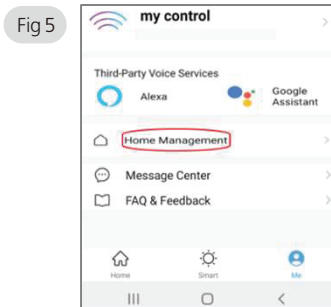 Fig 5
my control
Third-Party Voice Services
Alexa
Google
Assistant
Home Management
Message Center
FAQ & Feedback
Home
Smart
Me